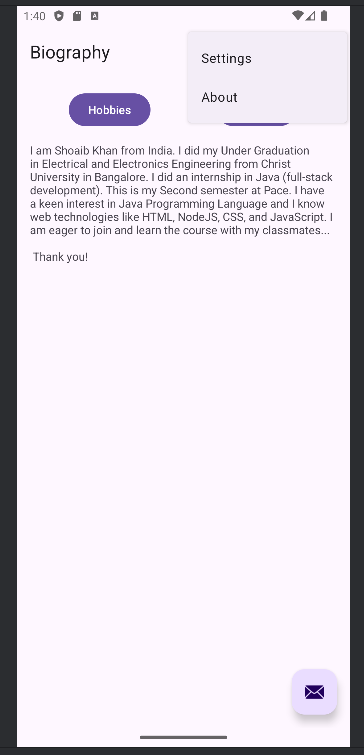 1:40
A
Biography
Settings
About
Hobbies
I am Shoaib Khan from India. I did my Under Graduation
in Electrical and Electronics Engineering from Christ
University in Bangalore. I did an internship in Java (full-stack
development). This is my Second semester at Pace. I have
a keen interest in Java Programming Language and I know
web technologies like HTML, NodeJS, CSS, and JavaScript. I
am eager to join and learn the course with my classmates...
Thank you!